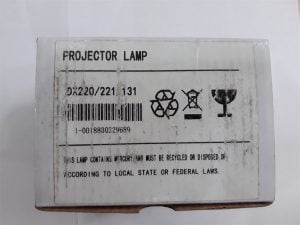 PROJECTOR LAMP
DX220/221 131
1-0018800229689
THIS LAMP CONTAINS MERCURY AND MUST BE RECYCLED OR DISPOSED OF
ACCORDING TO LOCAL STATE OR FEDERAL LAWS.